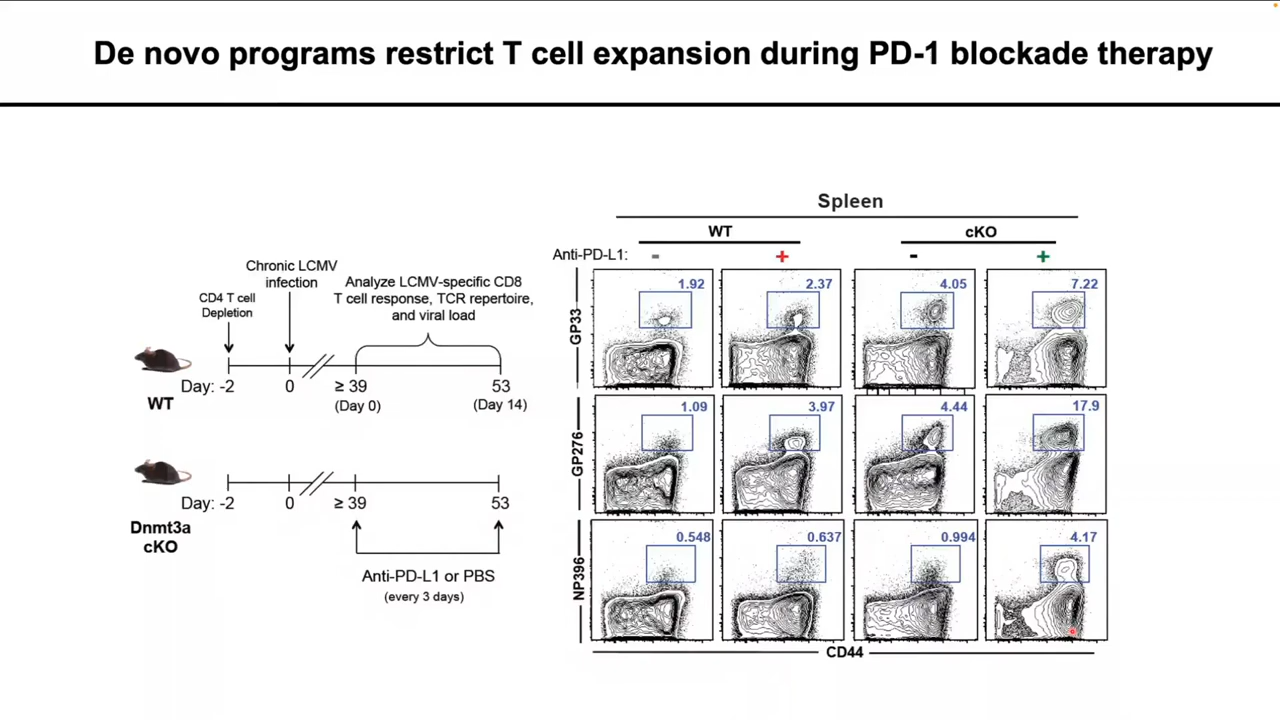 De novo programs restrict T cell expansion during PD-1 blockade therapy
Chronic LCMV
infection
CD4 T cell
Depletion
Analyze LCMV-specific CD8
T cell response, TCR repertoire,
and viral load
Day: -2
0
≥ 39
53
(Day 0)
(Day 14)
WT
Day: -2
0
≥ 39
53
Dnmt3a
cKO
Anti-PD-L1 or PBS
(every 3 days)
Spleen
WT
cKO
Anti-PD-L1:
-
+
-
+
GP33
1.92
2.37
4.05
7.22
GP276
1.09
3.97
4.44
17.9
NP396
0.548
0.637
0.994
4.17
CD44